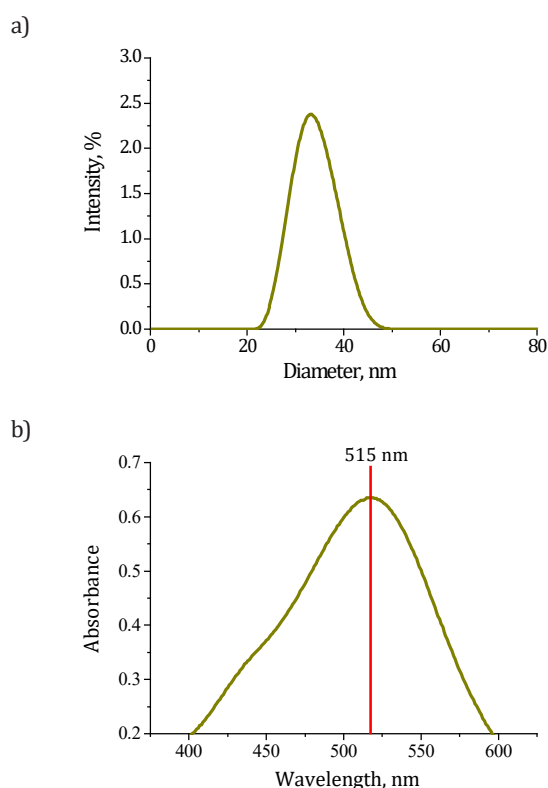 a)
3.0
2.5
2.0
1.5
1.0
0.5
0.0
Intensity, %
0 20 40 60 80
Diameter, nm
b)
515 nm
0.7
0.6
0.5
0.4
0.3
0.2
Absorbance
400 450 500 550 600
Wavelength, nm